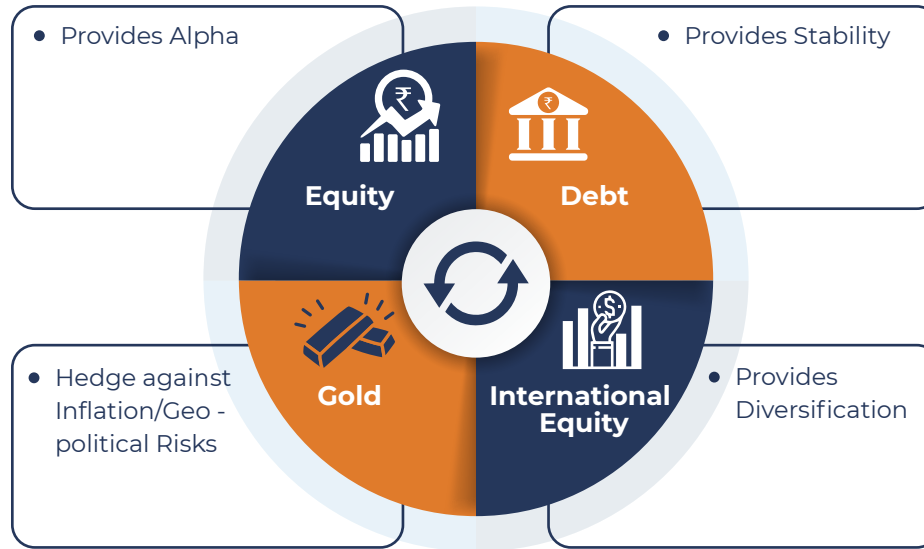 • Provides Alpha
• Provides Stability
₹
Equity
₹
Debt
Gold
$
International
Equity
• Hedge against
Inflation/Geo -
political Risks
• Provides
Diversification